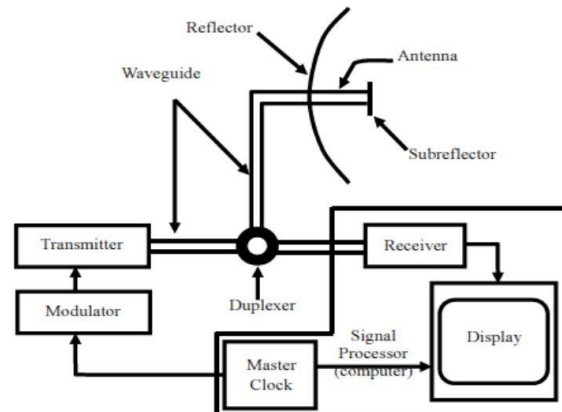 Reflector
Antenna
Waveguide
Subreflector
Transmitter
Receiver
Modulator
Duplexer
Display
Signal
Processor
(computer)
Master
Clock